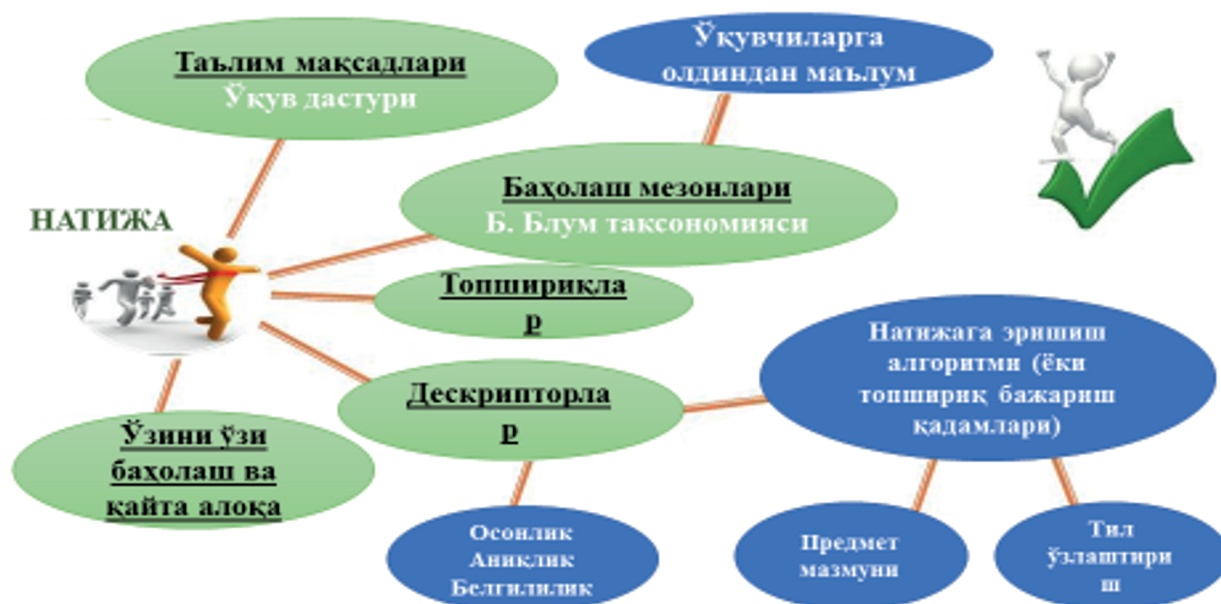 Таълим мақсадлари
Ўқув дастури
Ўқувчиларга
олдиндан маълум
Баҳолаш мезонлари
Б. Блум таксономияси
НАТИЖА
Топшириқла
р
Натижага эришиш
алгоритми (ёки
топшириқ бажариш
қадамлари)
Дескрипторла
р
Ўзини ўзи
баҳолаш ва
қайта алоқа
Осонлик
Аниқлик
Белгилилик
Предмет
мазмуни
Тил
ўзлаштири
ш